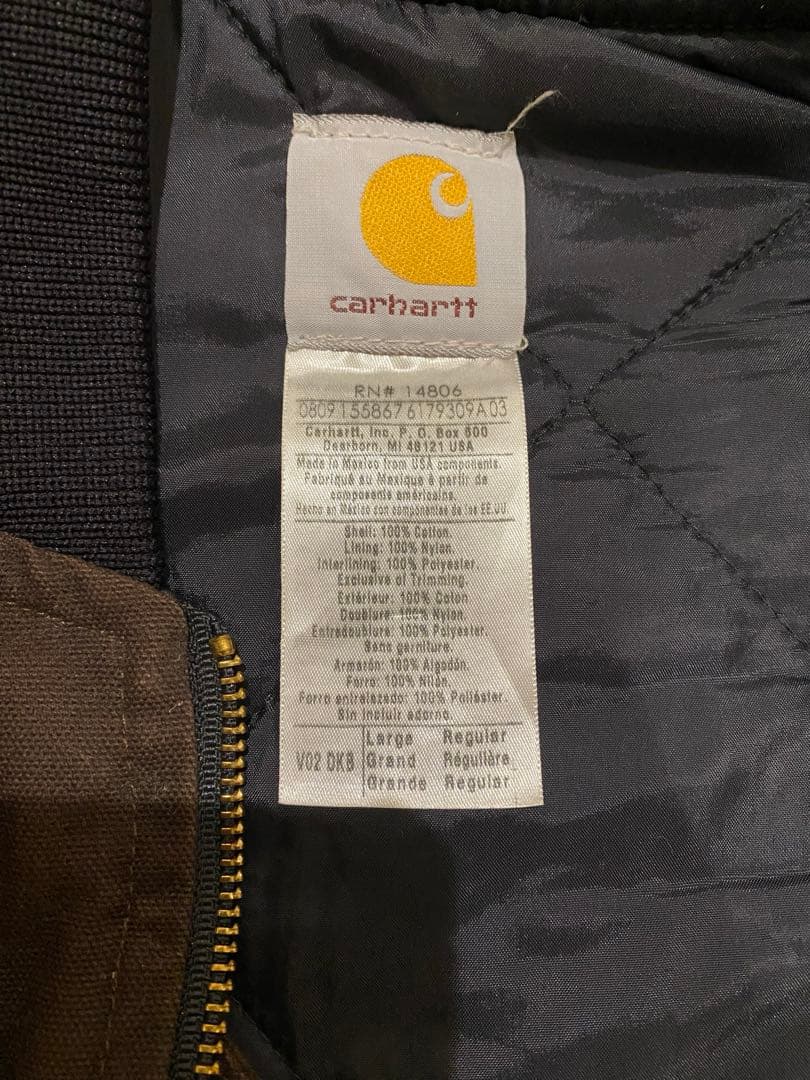 carhartt
RN# 14806
0809155867 6179309A03
Carhartt, Inc. P. O. Box 600
Dearborn, MI 48121 USA
Made in Mexico from USA components.
Fabriqué au Mexique à partir de
composants américains.
Hecho en México con componentes de los EE.UU.
Shell: 100% Cotton.
Lining: 100% Nylon.
Interlining: 100% Polyester.
Exclusive of Trimming.
Extérieur: 100% Coton
Doublure: 100% Nylon.
Entredoublure: 100% Polyester.
Sans garniture.
Armarón: 100% Algodón.
Forro: 100% Nilón.
Forro entrelazado: 100% Poliéster.
Sin incluir adorno.
V02 DKB
Large Regular
Grand Régulière
Grande Regular